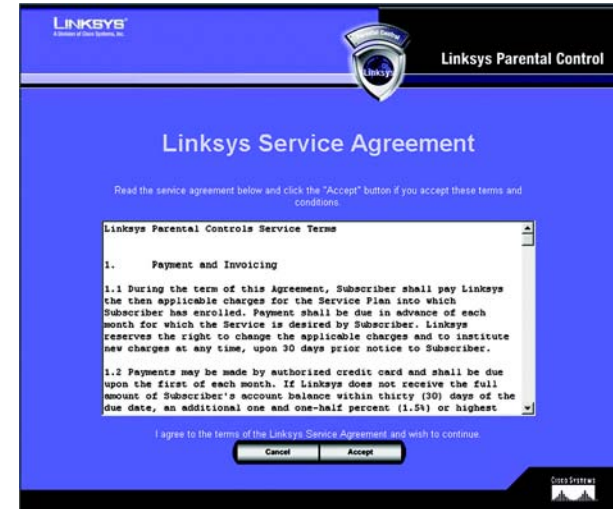 LINKSYS®
A Division of Cisco Systems, Inc.
Parental Control
Linksys
Linksys Parental Control
Linksys Service Agreement
Read the service agreement below and click the "Accept" button if you accept these terms and
conditions.
Linksys Parental Controls Service Terms
1. Payment and Invoicing
1.1 During the term of this Agreement, Subscriber shall pay Linksys
the then applicable charges for the Service Plan into which
Subscriber has enrolled. Payment shall be due in advance of each
month for which the Service is desired by Subscriber. Linksys
reserves the right to change the applicable charges and to institute
new charges at any time, upon 30 days prior notice to Subscriber.
1.2 Payments may be made by authorized credit card and shall be due
upon the first of each month. If Linksys does not receive the full
amount of Subscriber's account balance within thirty (30) days of the
due date, an additional one and one-half percent (1.5%) or highest
I agree to the terms of the Linksys Service Agreement and wish to continue.
Cancel Accept
CISCO SYSTEMS